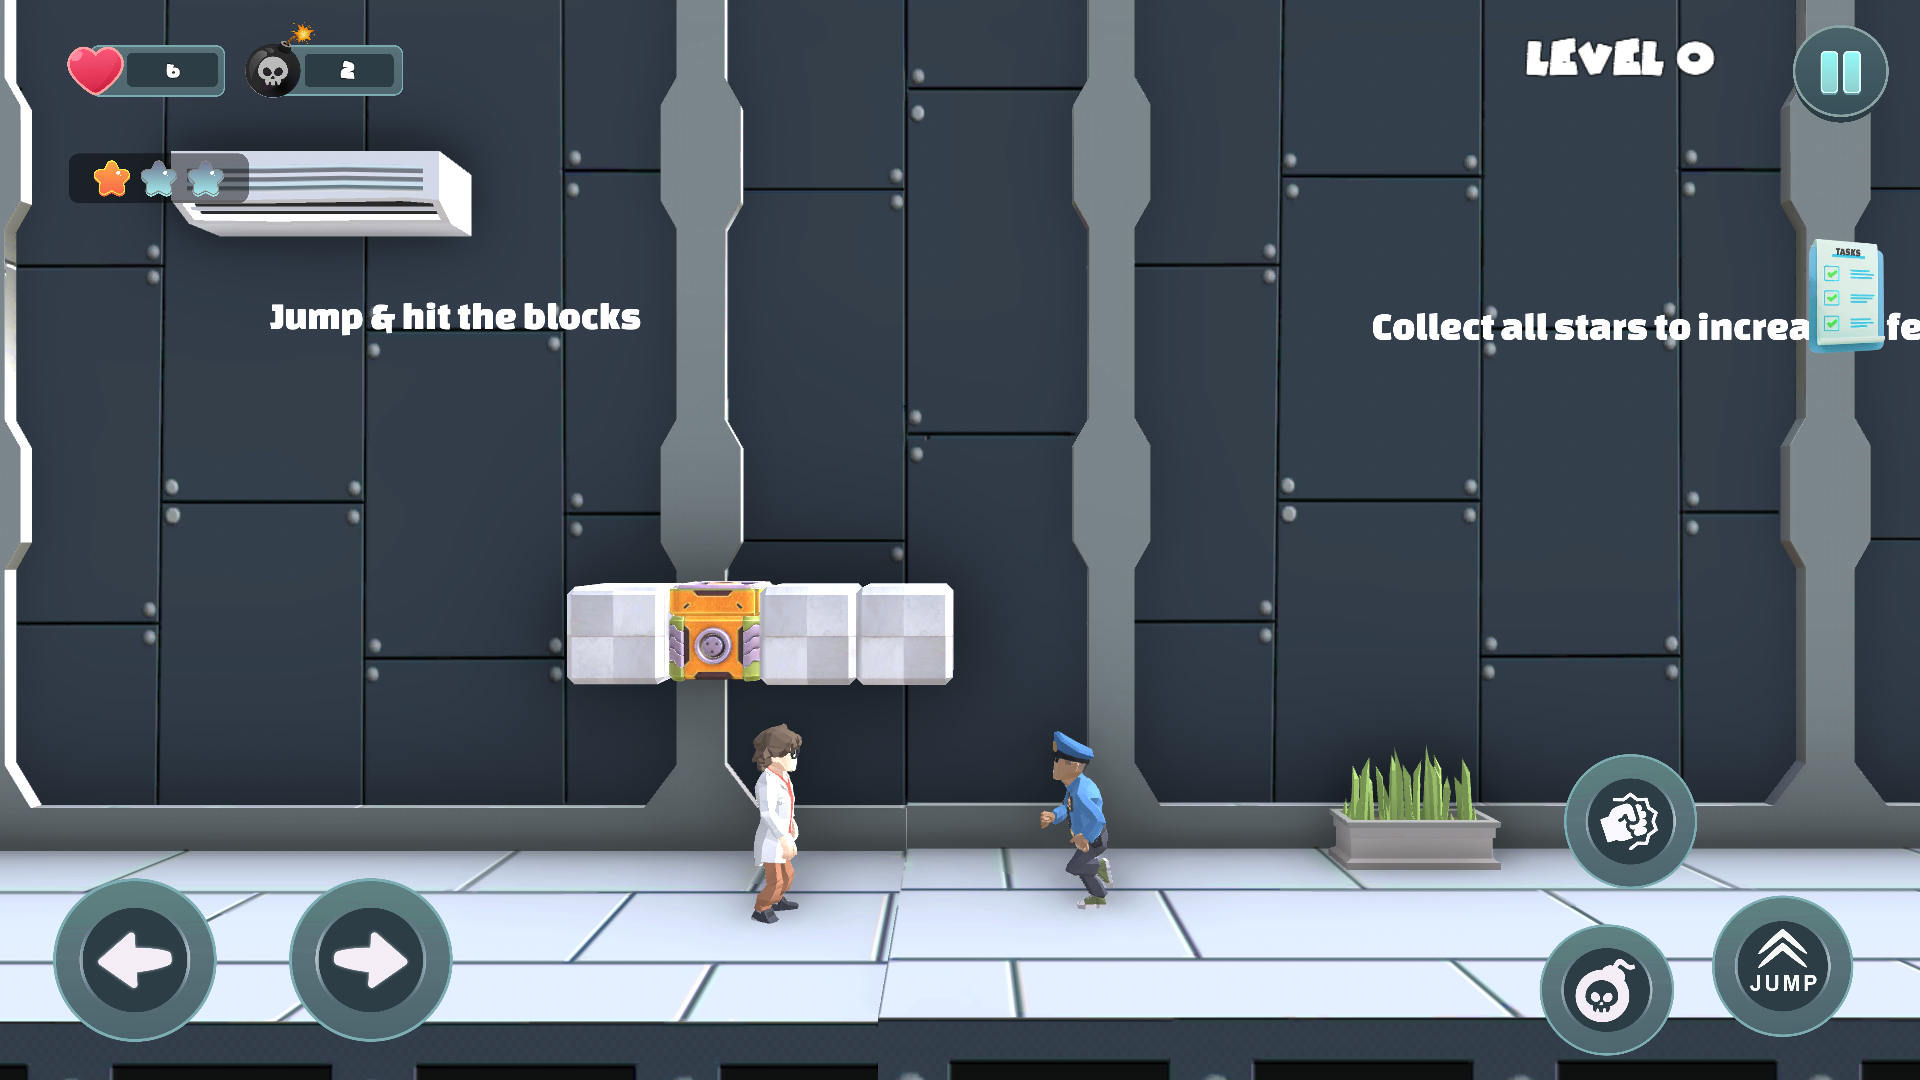 6
2
LEVEL 0
TASKS
Jump & hit the blocks
Collect all stars to increa fe
JUMP